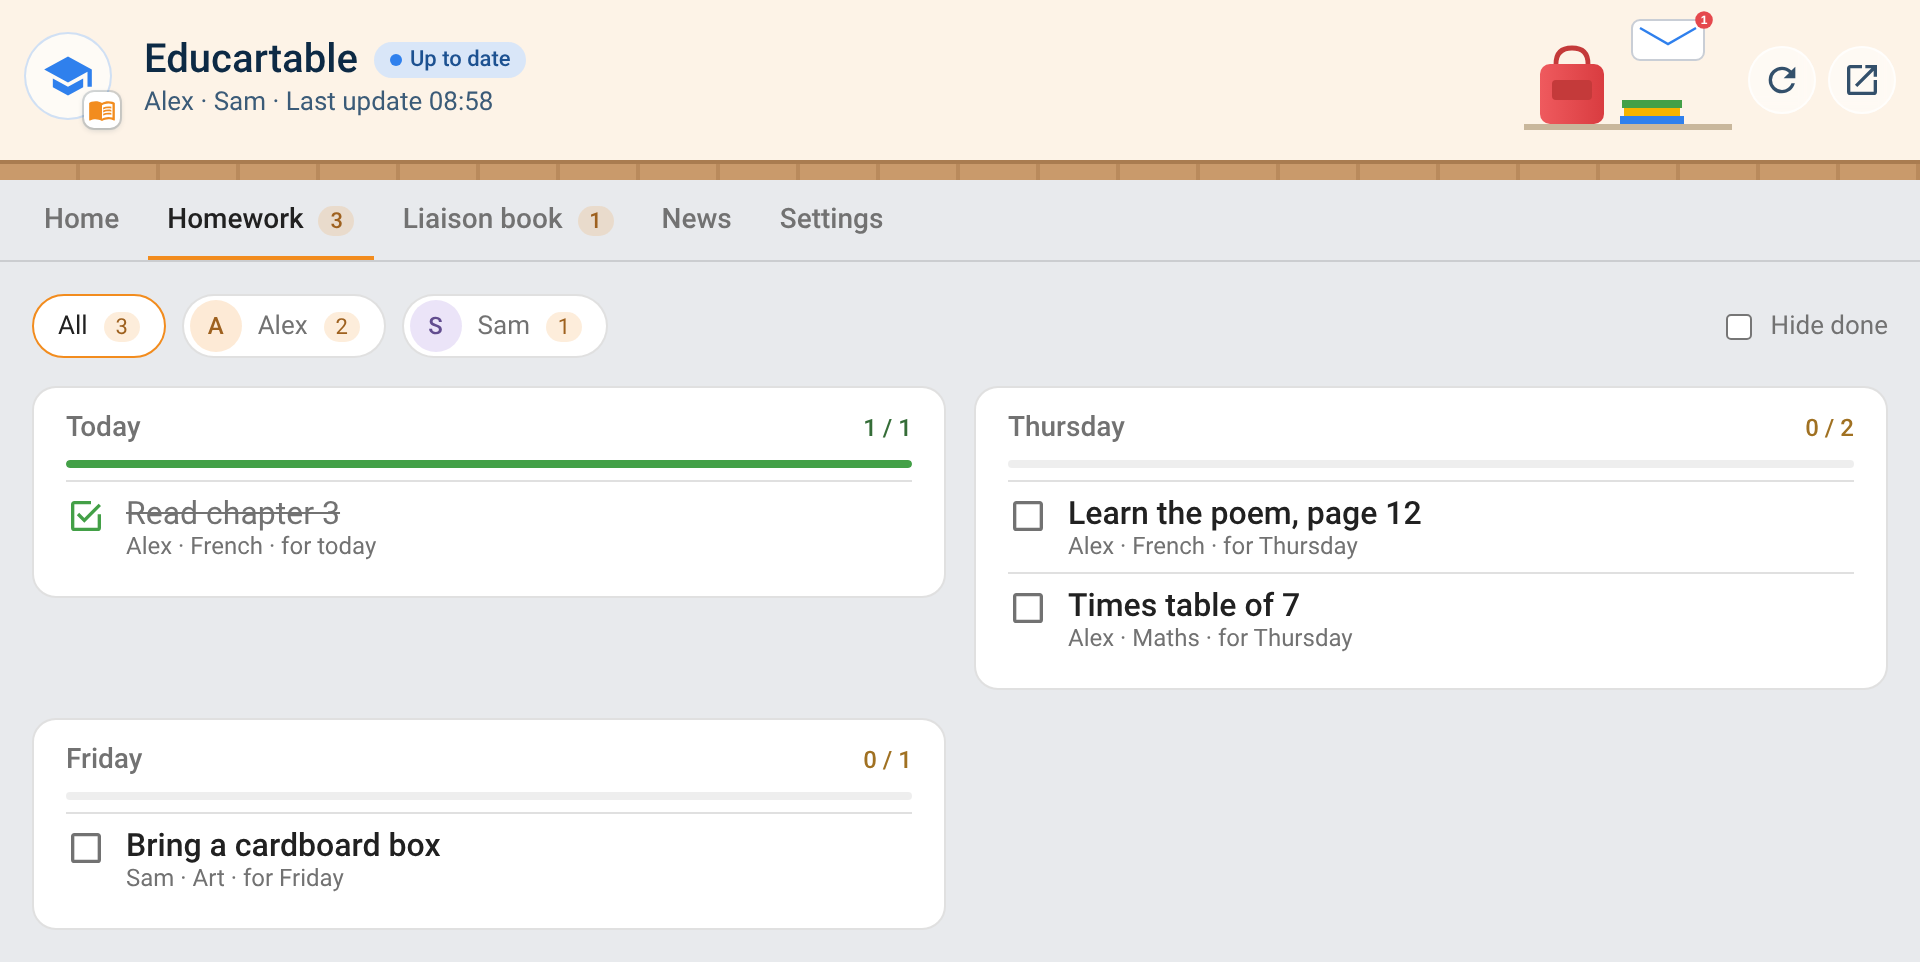 Educartable
Up to date
Alex · Sam · Last update 08:58
1
Home
Homework 3
Liaison book 1
News
Settings
All 3
A Alex 2
S Sam 1
Hide done
Today 1 / 1
Read chapter 3
Alex · French · for today
Thursday 0 / 2
Learn the poem, page 12
Alex · French · for Thursday
Times table of 7
Alex · Maths · for Thursday
Friday 0 / 1
Bring a cardboard box
Sam · Art · for Friday